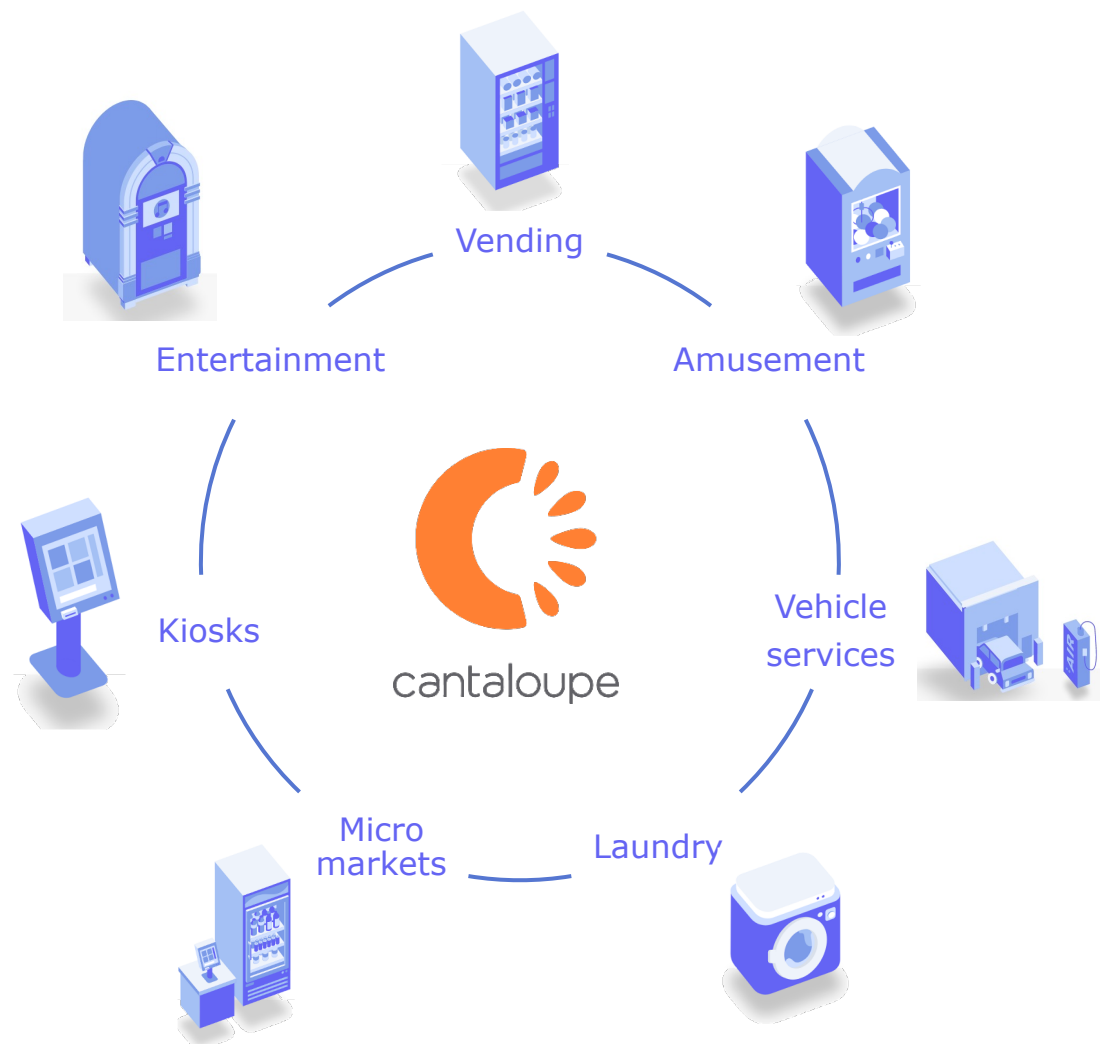 Vending
Entertainment
Amusement
Kiosks
cantaloupe
Vehicle
services
AIR
Micro
markets
Laundry